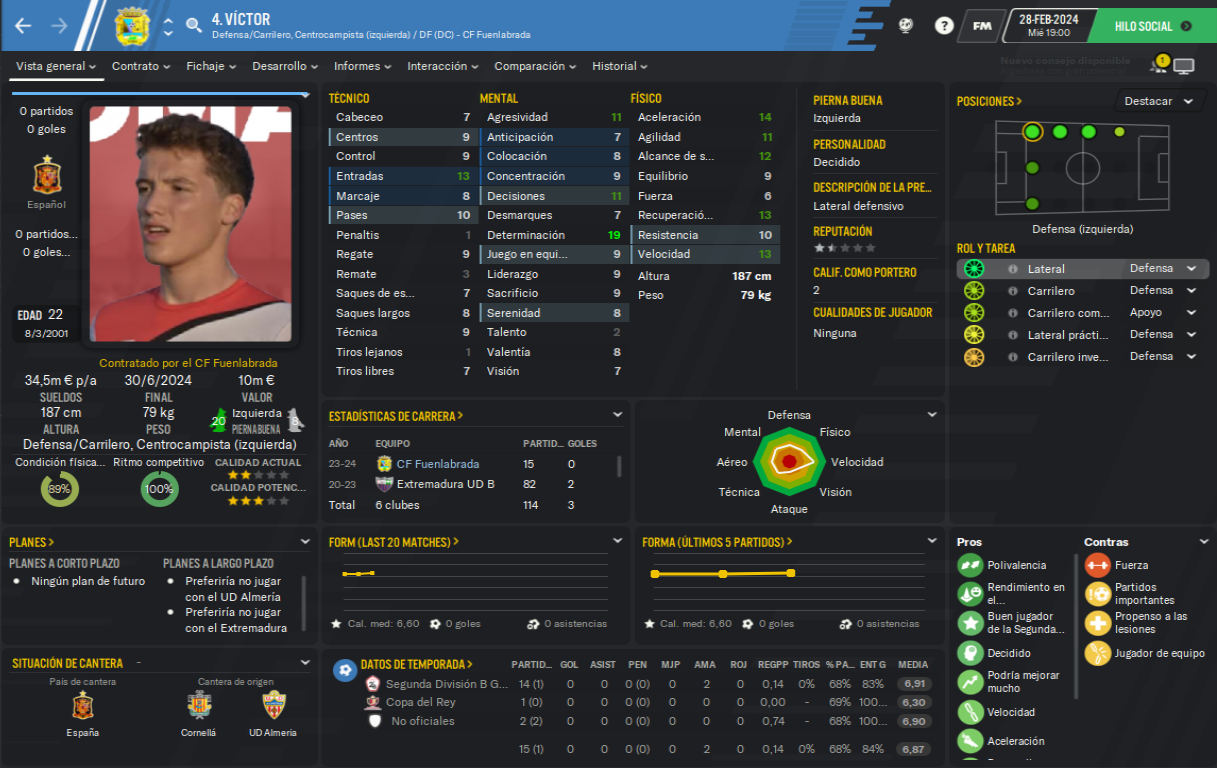 4. VÍCTOR
Defensa/Carrilero, Centrocampista (izquierda) / DF (DC) - CF Fuenlabrada
?
FM
28-FEB-2024
Mié 19:00
HILO SOCIAL
Vista general
Contrato
Fichaje
Desarrollo
Informes
Interacción
Comparación
Historial
Nuevo consejo disponible
1
0 partidos
0 goles
Español
0 partidos...
0 goles...
EDAD 22
8/3/2001
Contratado por el CF Fuenlabrada
34,5m € p/a
SUELDOS
30/6/2024
FINAL
10m €
VALOR
187 cm
ALTURA
79 kg
PESO
20
Izquierda
PIERNA BUENA
8
Defensa/Carrilero, Centrocampista (izquierda)
Condición física...
89%
Ritmo competitivo
100%
CALIDAD ACTUAL
CALIDAD POTENC...
TÉCNICO
Cabeceo 7
Centros 9
Control 9
Entradas 13
Marcaje 8
Pases 10
Penaltis 1
Regate 9
Remate 3
Saques de es... 7
Saques largos 8
Técnica 9
Tiros lejanos 1
Tiros libres 7
MENTAL
Agresividad 11
Anticipación 7
Colocación 8
Concentración 9
Decisiones 11
Desmarques 7
Determinación 19
Juego en equi... 9
Liderazgo 9
Sacrificio 9
Serenidad 8
Talento 2
Valentía 8
Visión 7
FÍSICO
Aceleración 14
Agilidad 11
Alcance de s... 12
Equilibrio 9
Fuerza 6
Recuperació... 13
Resistencia 10
Velocidad 13
Altura 187 cm
Peso 79 kg
PIERNA BUENA
Izquierda
PERSONALIDAD
Decidido
DESCRIPCIÓN DE LA PRE...
Lateral defensivo
REPUTACIÓN
CALIF. COMO PORTERO
2
CUALIDADES DE JUGADOR
Ninguna
POSICIONES
Destacar
Defensa (izquierda)
ROL Y TAREA
Lateral Defensa
Carrilero Defensa
Carrilero com... Apoyo
Lateral prácti... Defensa
Carrilero inve... Defensa
ESTADÍSTICAS DE CARRERA
AÑO EQUIPO PARTID... GOLES
23-24 CF Fuenlabrada 15 0
20-23 Extremadura UD B 82 2
Total 6 clubes 114 3
Defensa
Físico
Velocidad
Visión
Ataque
Técnica
Aéreo
Mental
PLANES
PLANES A CORTO PLAZO
Ningún plan de futuro
PLANES A LARGO PLAZO
Preferiría no jugar
con el UD Almería
Preferiría no jugar
con el Extremadura
FORM (LAST 20 MATCHES)
Cal. med: 6,60 0 goles 0 asistencias
FORMA (ÚLTIMOS 5 PARTIDOS)
Cal. med: 6,60 0 goles 0 asistencias
Pros
Polivalencia
Rendimiento en
el...
Buen jugador
de la Segunda...
Decidido
Podría mejorar
mucho
Velocidad
Aceleración
Contras
Fuerza
Partidos
importantes
Propenso a las
lesiones
Jugador de equipo
SITUACIÓN DE CANTERA -
País de cantera
España
Cantera de origen
Cornellá
UD Almeria
DATOS DE TEMPORADA
PARTID... GOL ASIST PEN MJP AMA ROJ REGPP TIROS % PA... ENT G MEDIA
Segunda División B G... 14 (1) 0 0 0 (0) 0 2 0 0,14 0% 68% 83% 6,91
Copa del Rey 1 (0) 0 0 0 (0) 0 0 0 0,00 - 69% 100... 6,30
No oficiales 2 (2) 0 0 0 (0) 0 0 0 0,74 - 68% 100... 6,90
15 (1) 0 0 0 (0) 0 2 0 0,14 0% 68% 84% 6,87